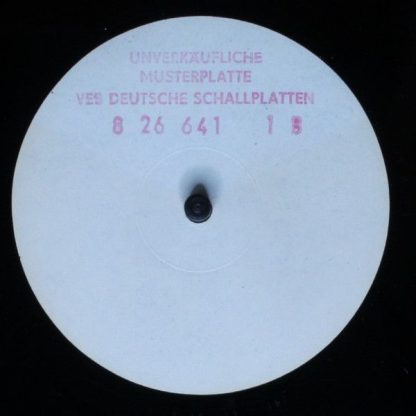 UNVERKÄUFLICHE
MUSTERPLATTE
VEB DEUTSCHE SCHALLPLATTEN
8 26 641 1 B